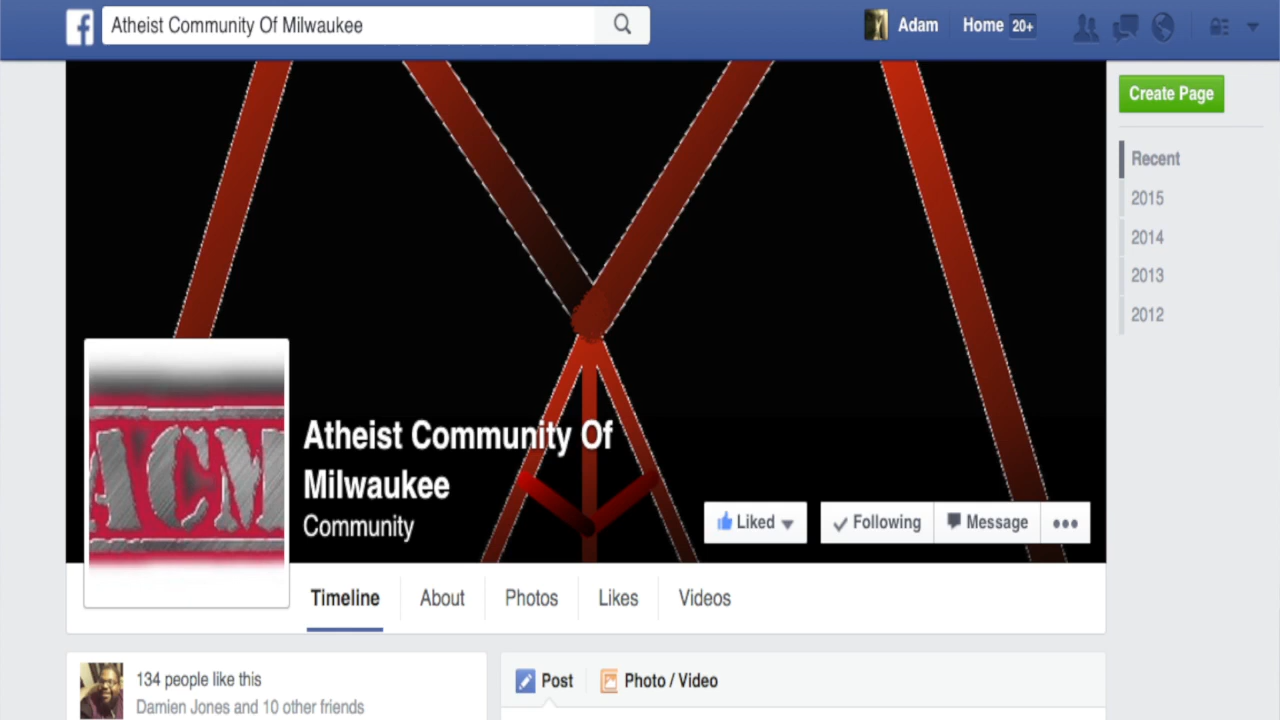 Atheist Community Of Milwaukee
Adam
Home 20+
Create Page
Recent
2015
2014
2013
2012
ACM
Atheist Community Of
Milwaukee
Community
Liked
Following
Message
Timeline
About
Photos
Likes
Videos
134 people like this
Damien Jones and 10 other friends
Post
Photo / Video